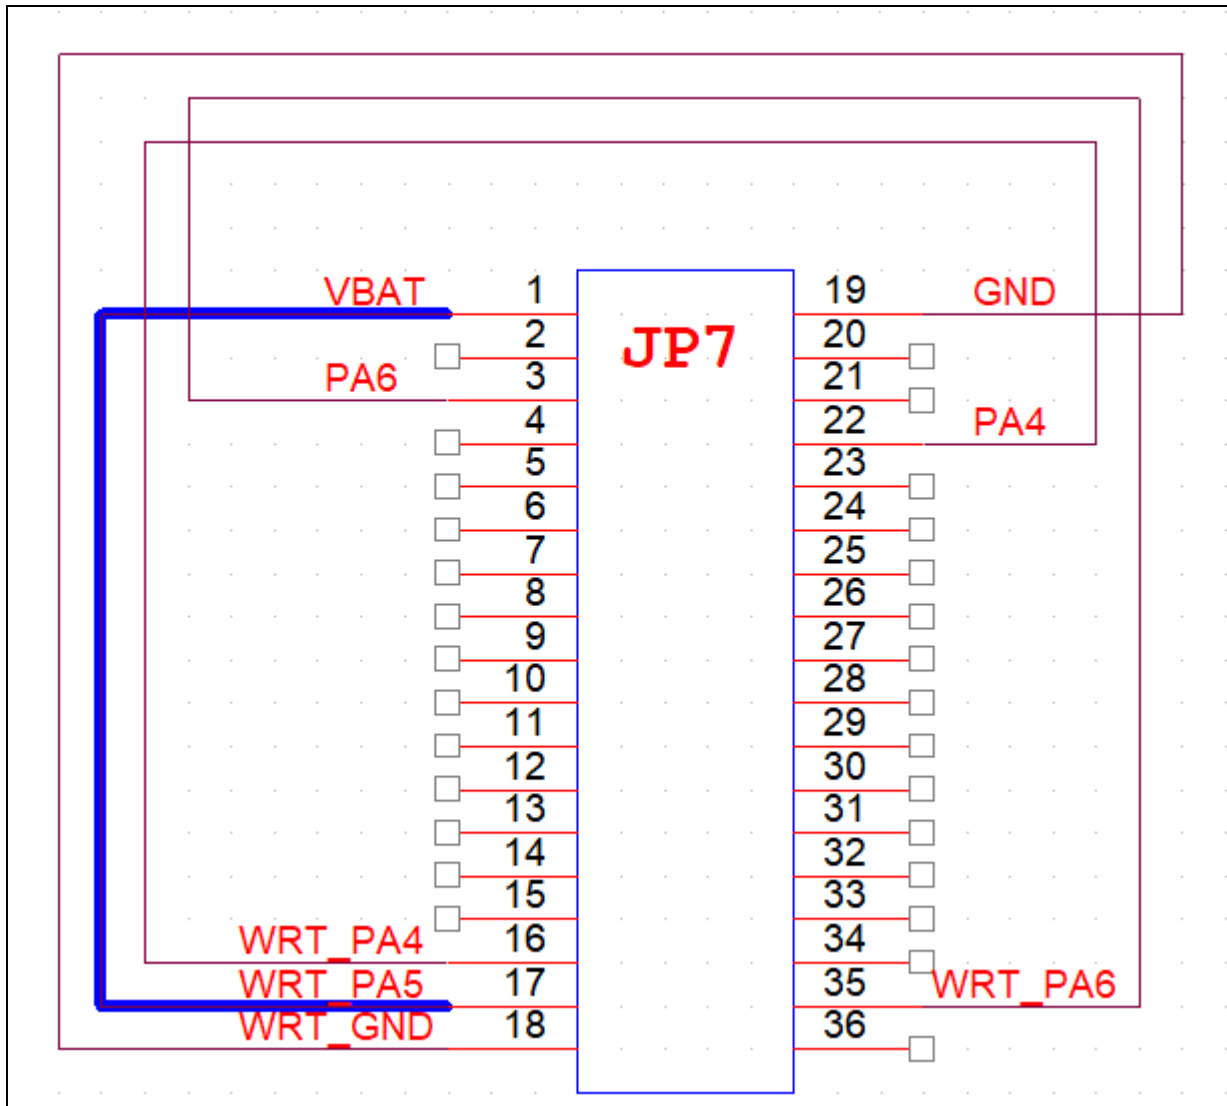 VBAT 1 19 GND
2 JP7 20
PA6 3 21
4 22 PA4
5 23
6 24
7 25
8 26
9 27
10 28
11 29
12 30
13 31
14 32
15 33
WRT_PA4 16 34
WRT_PA5 17 35 WRT_PA6
WRT_GND 18 36